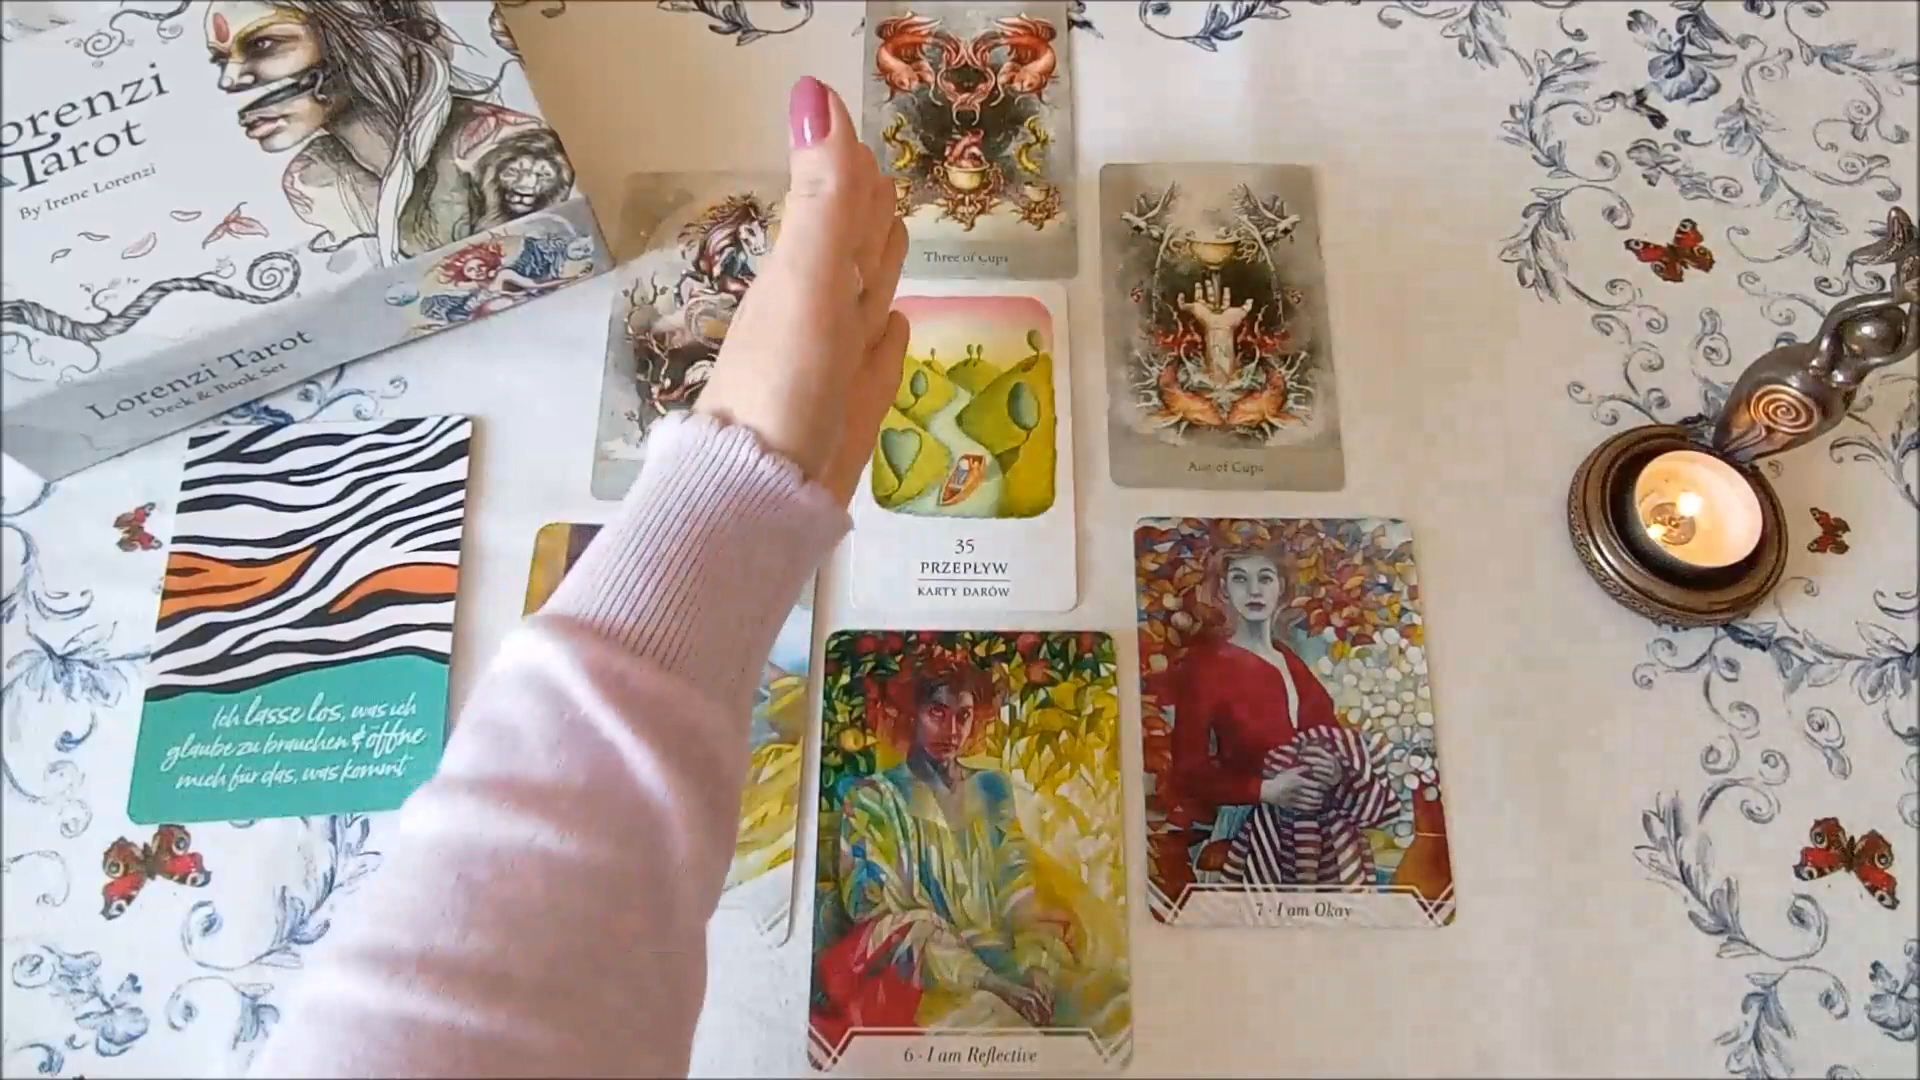 orenzi
Tarot
By Irene Lorenzi
Lorenzi Tarot
Deck & Book Set
Three of Cups
Ace of Cups
35
PRZEPŁYW
KARTY DARÓW
Ich lasse los, was ich
glaube zu brauchen & öffne
mich für das, was kommt
7 · I am Okay
6 · I am Reflective